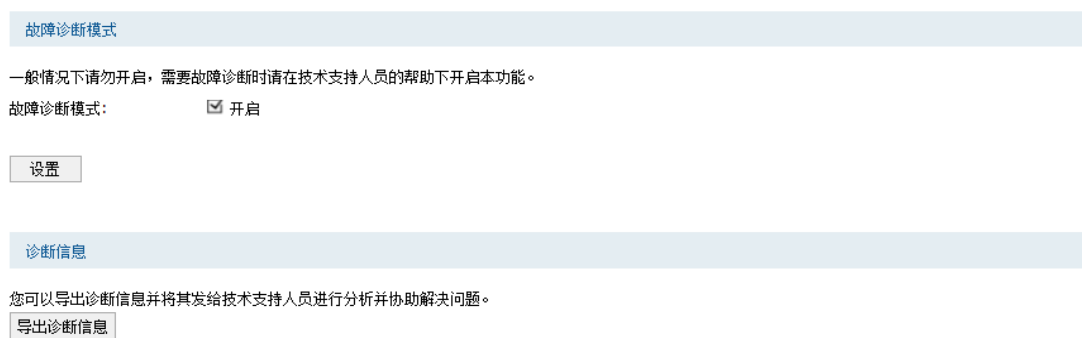 故障诊断模式
一般情况下请勿开启，需要故障诊断时请在技术支持人员的帮助下开启本功能。
故障诊断模式： 开启
设置
诊断信息
您可以导出诊断信息并将其发给技术支持人员进行分析并协助解决问题。
导出诊断信息